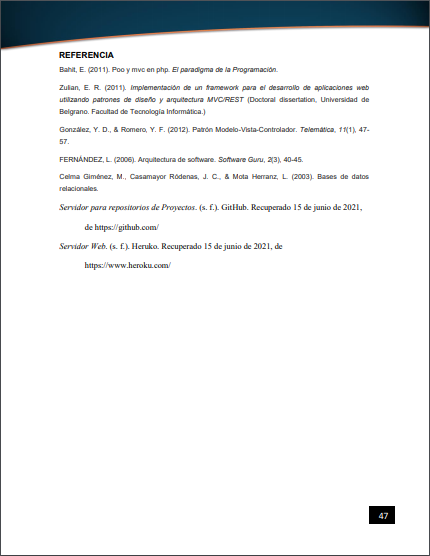 REFERENCIA
Bahit, E. (2011). Poo y mvc en php. El paradigma de la Programación.
Zulian, E. R. (2011). Implementación de un framework para el desarrollo de aplicaciones web
utilizando patrones de diseño y arquitectura MVC/REST (Doctoral dissertation, Universidad de
Belgrano. Facultad de Tecnología Informática.)
González, Y. D., & Romero, Y. F. (2012). Patrón Modelo-Vista-Controlador. Telemática, 11(1), 47-
57.
FERNÁNDEZ, L. (2006). Arquitectura de software. Software Guru, 2(3), 40-45.
Celma Giménez, M., Casamayor Ródenas, J. C., & Mota Herranz, L. (2003). Bases de datos
relacionales.
Servidor para repositorios de Proyectos. (s. f.). GitHub. Recuperado 15 de junio de 2021,
de https://github.com/
Servidor Web. (s. f.). Heruko. Recuperado 15 de junio de 2021, de
https://www.heroku.com/
47